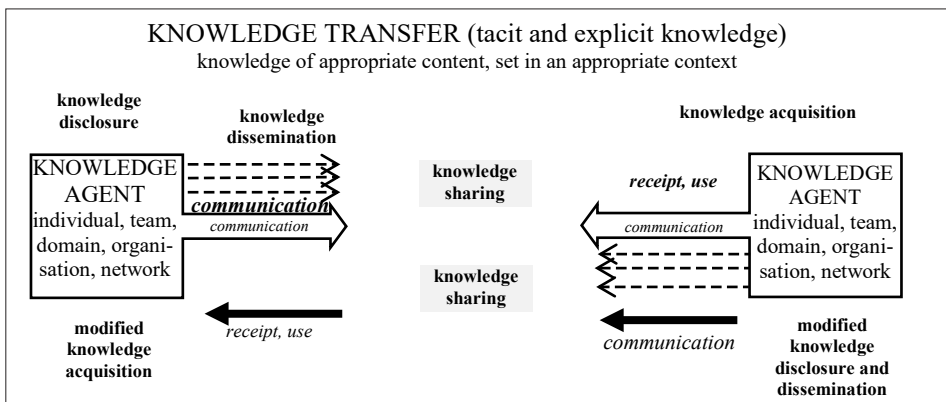 KNOWLEDGE TRANSFER (tacit and explicit knowledge)
knowledge of appropriate content, set in an appropriate context
knowledge
disclosure
knowledge
dissemination
knowledge acquisition
KNOWLEDGE
AGENT
individual, team,
domain, organi-
sation, network
communication
communication
knowledge
sharing
receipt, use
communication
KNOWLEDGE
AGENT
individual, team,
domain, organi-
sation, network
knowledge
sharing
modified
knowledge
acquisition
receipt, use
communication
modified
knowledge
disclosure and
dissemination